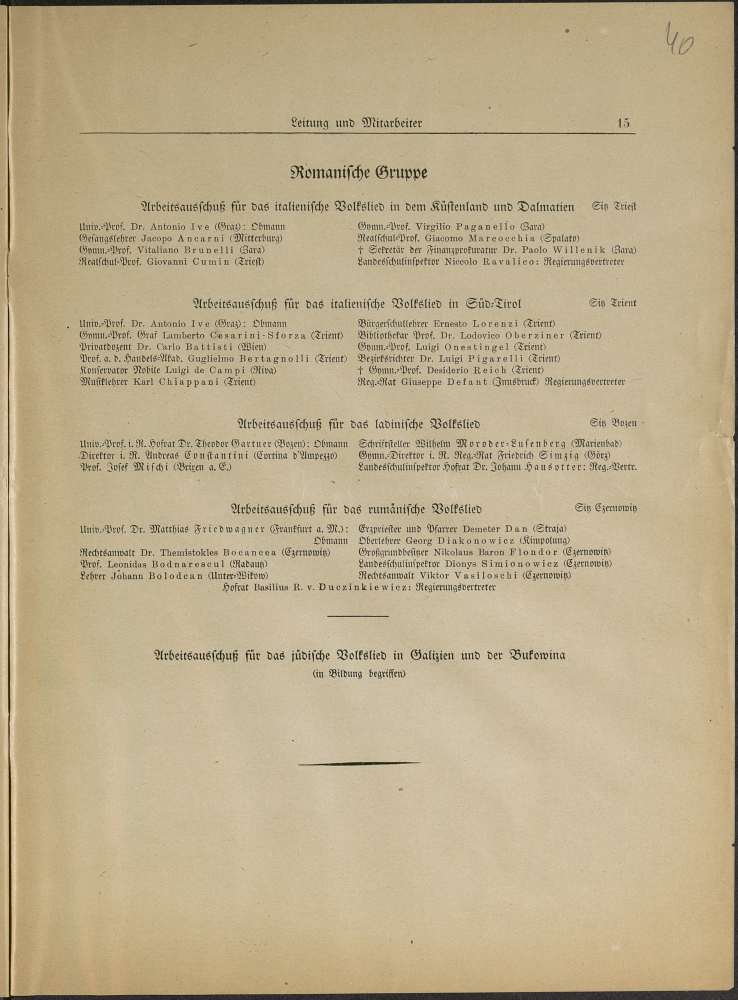 40
Leitung und Mitarbeiter 15
Romanische Gruppe
Arbeitsausschuß für das italienische Volkslied in dem Küstenland und Dalmatien Sitz Triest
Univ.-Prof. Dr. Antonio Ive (Graz): Obmann
Gesangslehrer Jacopo Ancarni (Mitterburg)
Gymn.-Prof. Vitaliano Brunelli (Zara)
Realschul-Prof. Giovanni Cumin (Triest)
Gymn.-Prof. Virgilio Paganello (Zara)
Realschul-Prof. Giacomo Marcocchia (Spalato)
† Sekretär der Finanzprokuratur Dr. Paolo Willenik (Zara)
Landesschulinspektor Niccolo Ravalico: Regierungsvertreter
Arbeitsausschuß für das italienische Volkslied in Süd-Tirol Sitz Trient
Univ.-Prof. Dr. Antonio Ive (Graz): Obmann
Gymn.-Prof. Graf Lamberto Cesarini-Sforza (Trient)
Privatdozent Dr. Carlo Battisti (Wien)
Prof. a. d. Handels-Akad. Guglielmo Bertagnolli (Trient)
Konservator Nobile Luigi de Campi (Riva)
Musiklehrer Karl Chiappani (Trient)
Bürgerschullehrer Ernesto Lorenzi (Trient)
Bibliothekar Prof. Dr. Lodovico Oberziner (Trient)
Gymn.-Prof. Luigi Onestingel (Trient)
Bezirksrichter Dr. Luigi Pigarelli (Trient)
† Gymn.-Prof. Desiderio Reich (Trient)
Reg.-Rat Giuseppe Defant (Innsbruck) Regierungsvertreter
Arbeitsausschuß für das ladinische Volkslied Sitz Bozen
Univ.-Prof. i. R. Hofrat Dr. Theodor Gartner (Bozen): Obmann
Direktor i. R. Andreas Constantini (Cortina d'Ampezzo)
Prof. Josef Mischi (Brixen a. E.)
Schriftsteller Wilhelm Moroder-Lusenberg (Marienbad)
Gymn.-Direktor i. R. Reg.-Rat Friedrich Simzig (Görz)
Landesschulinspektor Hofrat Dr. Johann Hausotter: Reg.-Vertr.
Arbeitsausschuß für das rumänische Volkslied Sitz Czernowitz
Univ.-Prof. Dr. Matthias Friedwagner (Frankfurt a. M.):
Obmann
Rechtsanwalt Dr. Themistokles Bocancea (Czernowitz)
Prof. Leonidas Bodnarescul (Radautz)
Lehrer Johann Bolodean (Unter-Wikow)
Erzpriester und Pfarrer Demeter Dan (Straja)
Oberlehrer Georg Diakonowicz (Kimpolung)
Großgrundbesitzer Nikolaus Baron Flondor (Czernowitz)
Landesschulinspektor Dionys Simionowicz (Czernowitz)
Rechtsanwalt Viktor Vasiloschi (Czernowitz)
Hofrat Basilius R. v. Duczinkiewicz: Regierungsvertreter
Arbeitsausschuß für das jüdische Volkslied in Galizien und der Bukowina
(in Bildung begriffen)